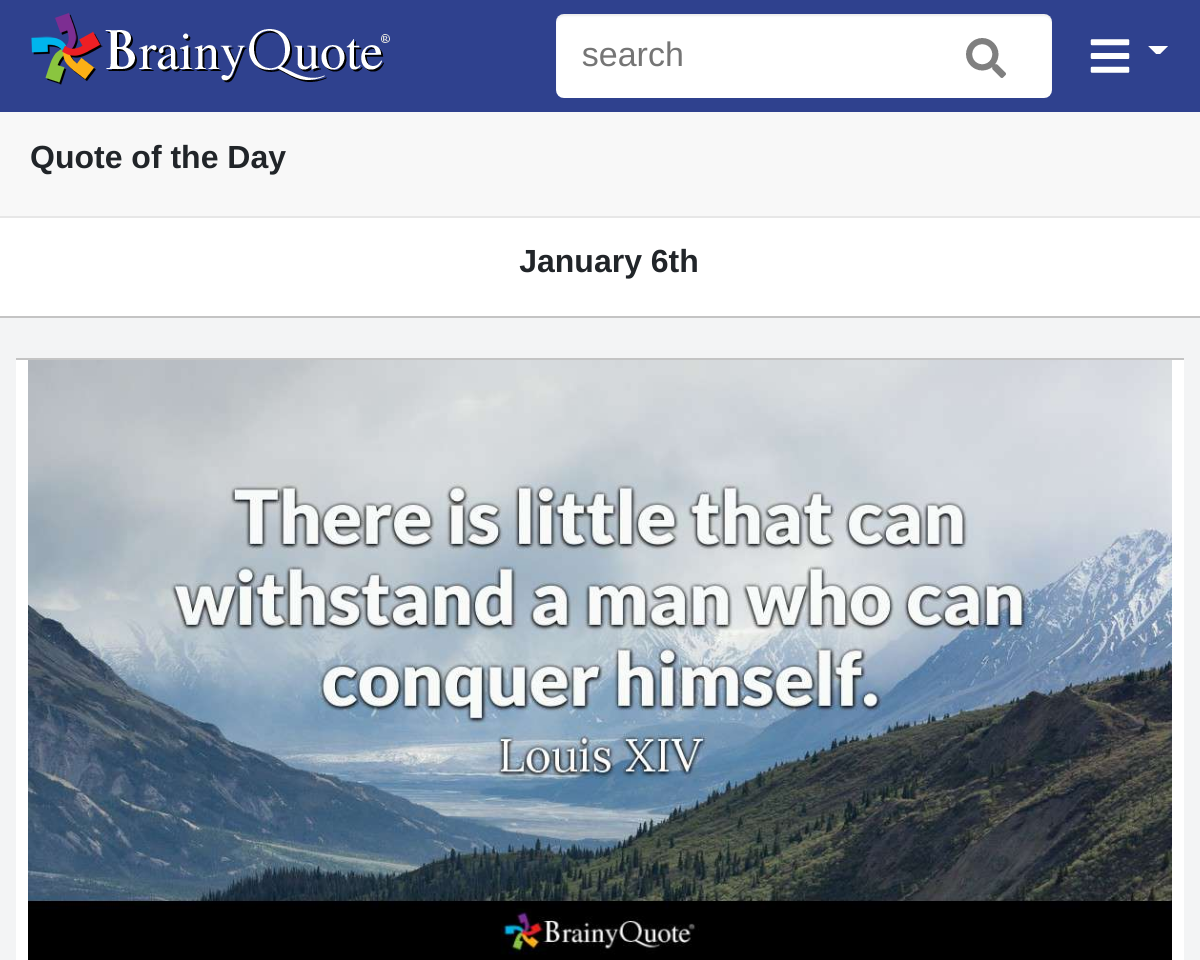 BrainyQuote®
search
Quote of the Day
January 6th
There is little that can
withstand a man who can
conquer himself.
Louis XIV
BrainyQuote®